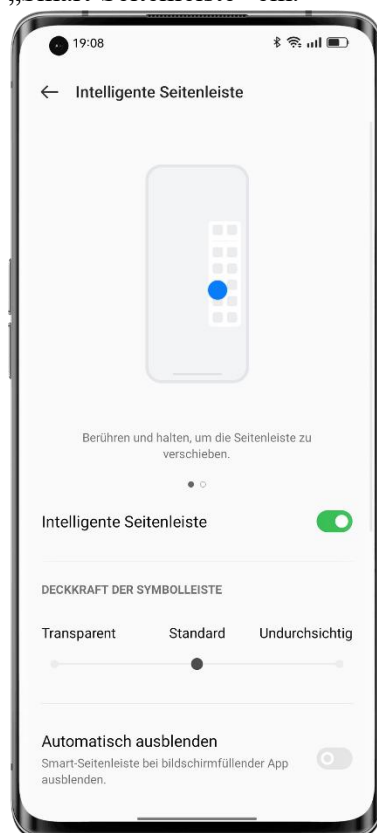 19:08
Intelligente Seitenleiste
Berühren und halten, um die Seitenleiste zu
verschieben.
Intelligente Seitenleiste
DECKKRAFT DER SYMBOLLEISTE
Transparent Standard Undurchsichtig
Automatisch ausblenden
Smart-Seitenleiste bei bildschirmfüllender App
ausblenden.